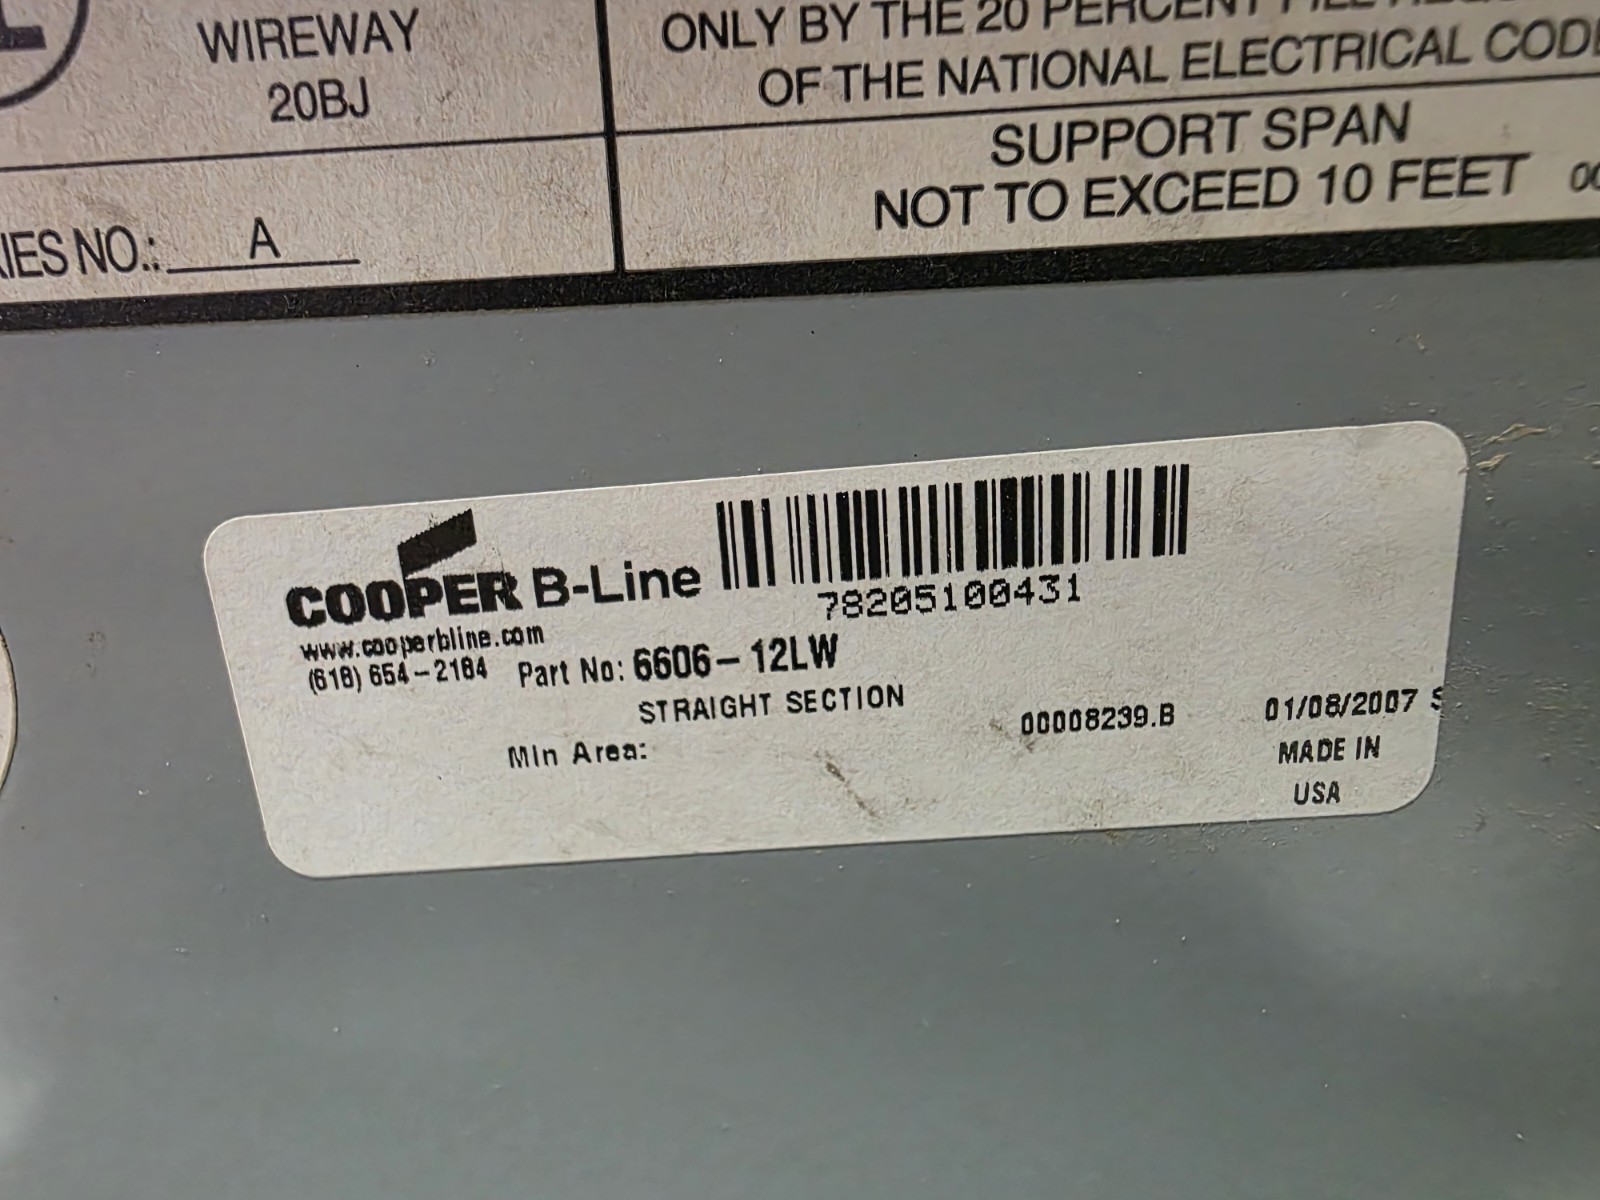 WIREWAY
20BJ
NO.: A
ONLY BY THE 20 PERCENT
OF THE NATIONAL ELECTRICAL
SUPPORT SPAN
NOT TO EXCEED 10 FEET
COOPER B-Line
78205100431
www.cooperbline.com
(618) 654-2184 Part No: 6606-12LW
STRAIGHT SECTION
00008239.B 01/08/2007 S
Min Area:
MADE IN
USA